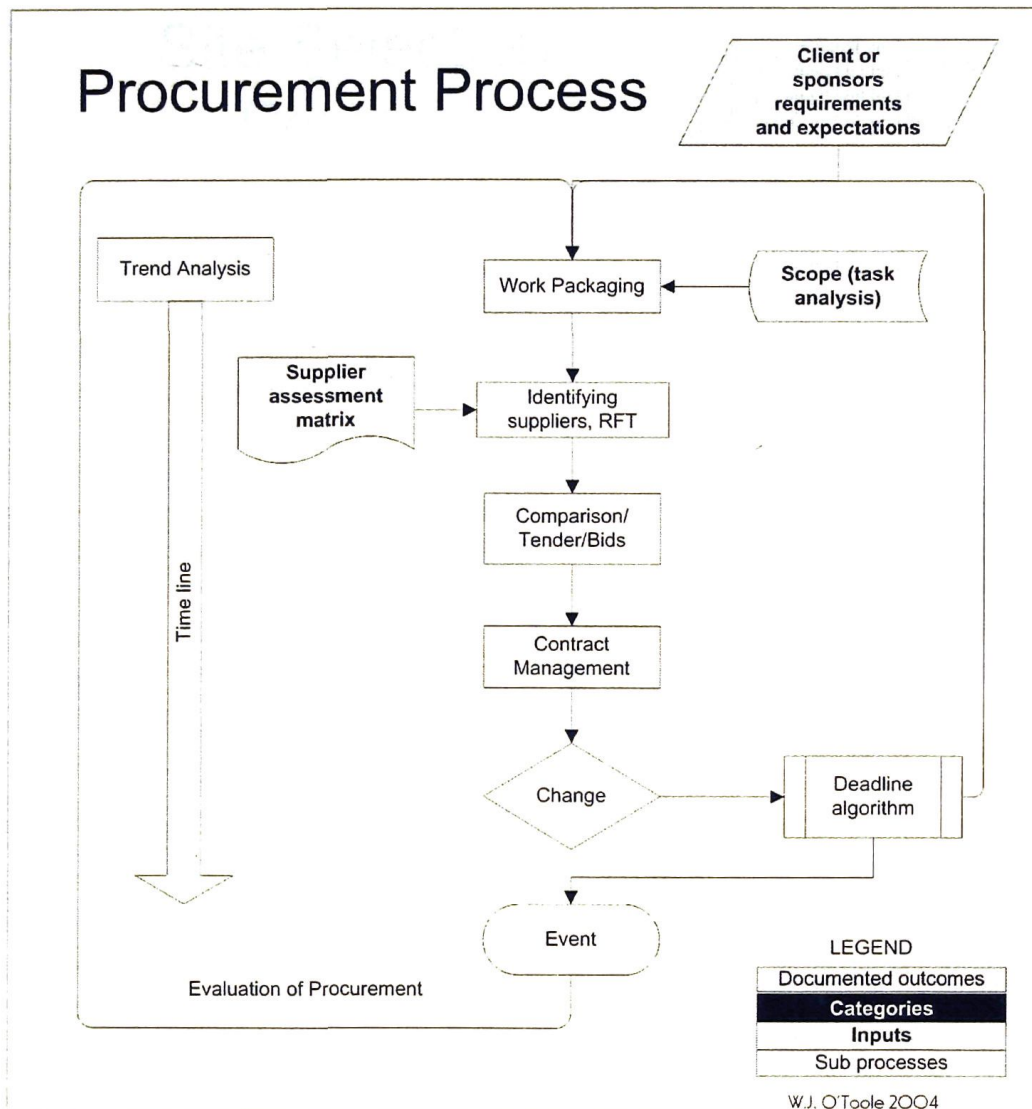 Procurement Process
Client or
sponsors
requirements
and expectations
Trend Analysis
Work Packaging
Scope (task
analysis)
Supplier
assessment
matrix
Identifying
suppliers, RFT
Comparison/
Tender/Bids
Time line
Contract
Management
Change
Deadline
algorithm
Event
Evaluation of Procurement
LEGEND
Documented outcomes
Categories
Inputs
Sub processes
W.J. O'Toole 2004